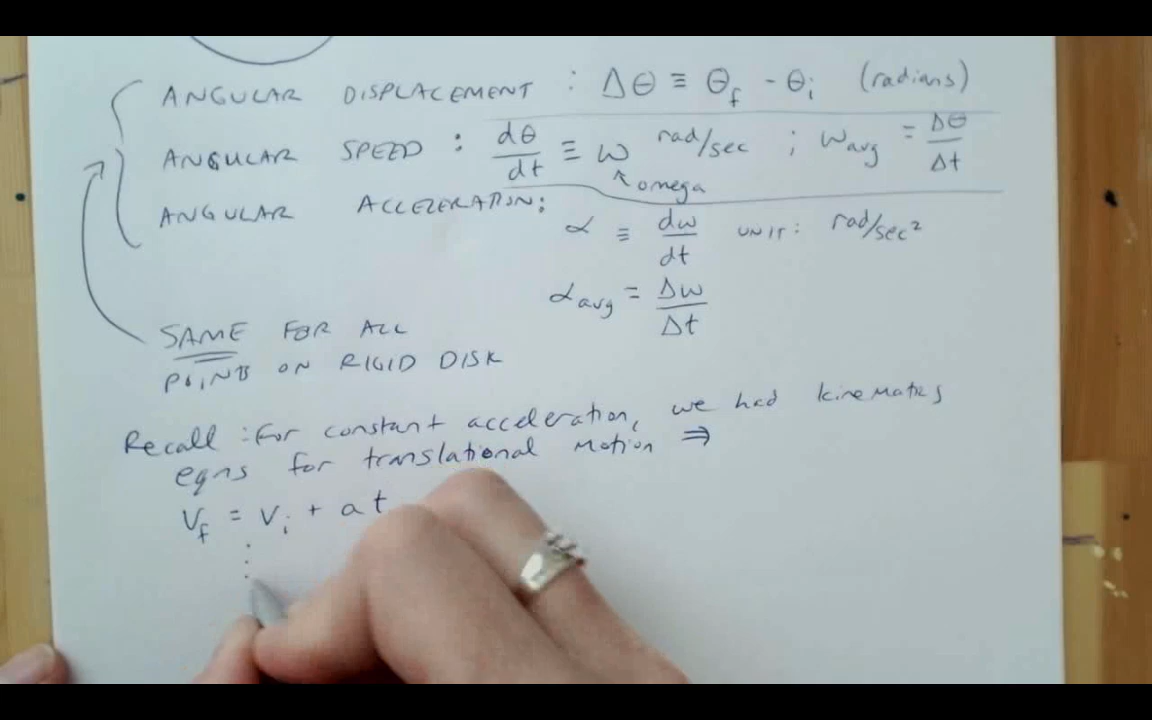 ANGULAR DISPLACEMENT : Δθ ≡ θf - θi (radians)
ANGULAR SPEED : dθ/dt ≡ ω rad/sec ; ωavg = Δθ/Δt
omega
ANGULAR ACCELERATION:
α ≡ dω/dt UNIT: rad/sec²
αavg = Δω/Δt
SAME FOR ALL
POINTS ON RIGID DISK
Recall : For constant acceleration, we had kinematics
eqns for translational motion ⇒
Vf = Vi + at